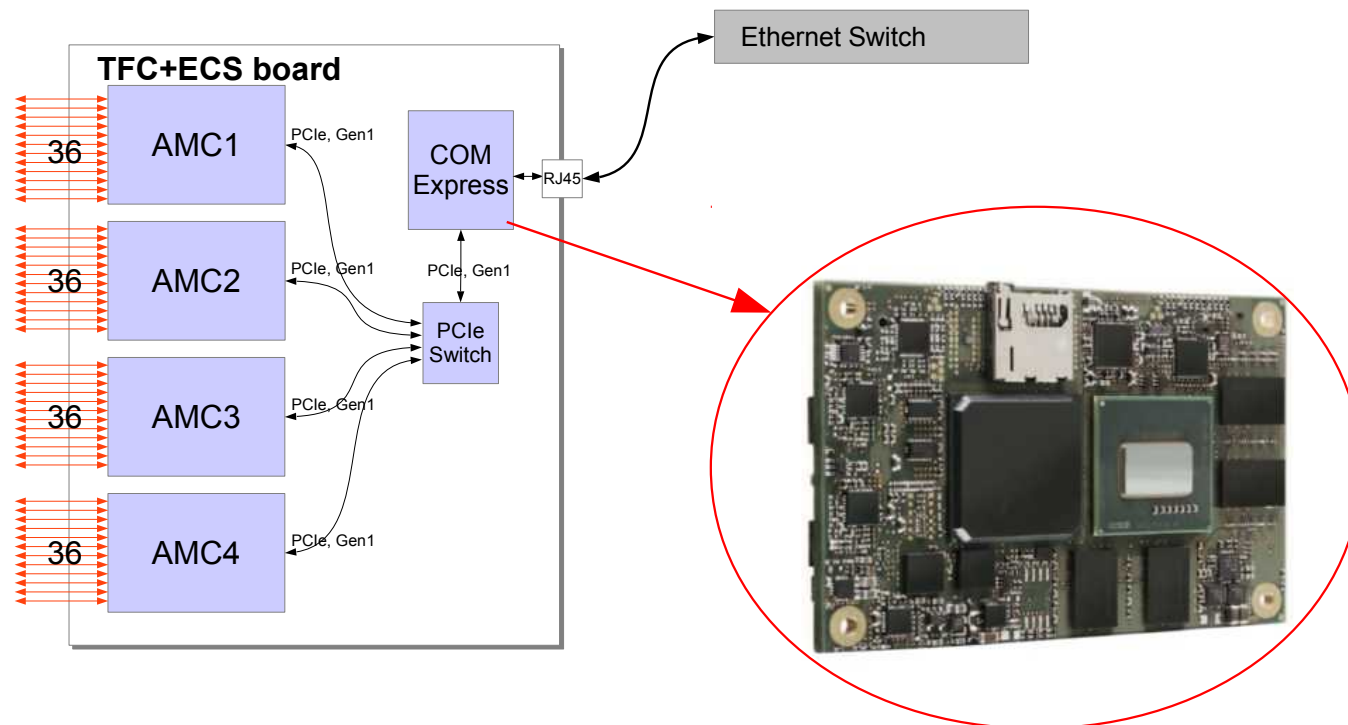 Ethernet Switch
TFC+ECS board
36
AMC1
PCIe, Gen1
COM
Express
RJ45
36
AMC2
PCIe, Gen1
PCIe, Gen1
PCIe
Switch
36
AMC3
PCIe, Gen1
36
AMC4
PCIe, Gen1